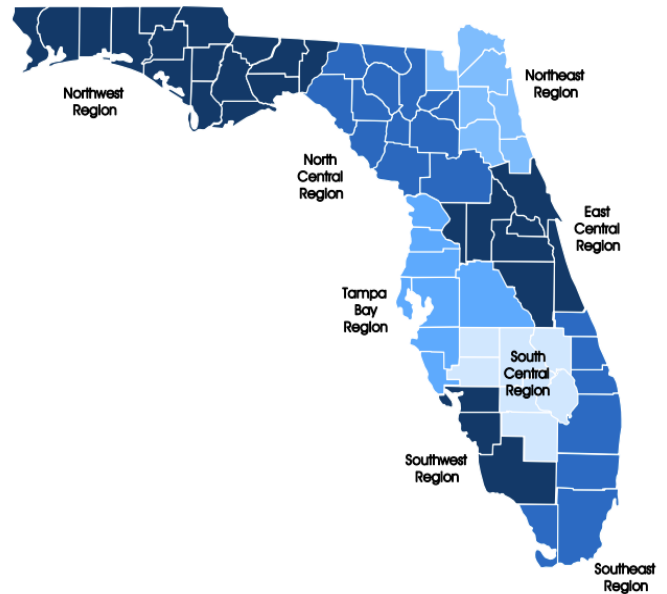 Northwest
Region
Northeast
Region
North
Central
Region
East
Central
Region
Tampa
Bay
Region
South
Central
Region
Southwest
Region
Southeast
Region